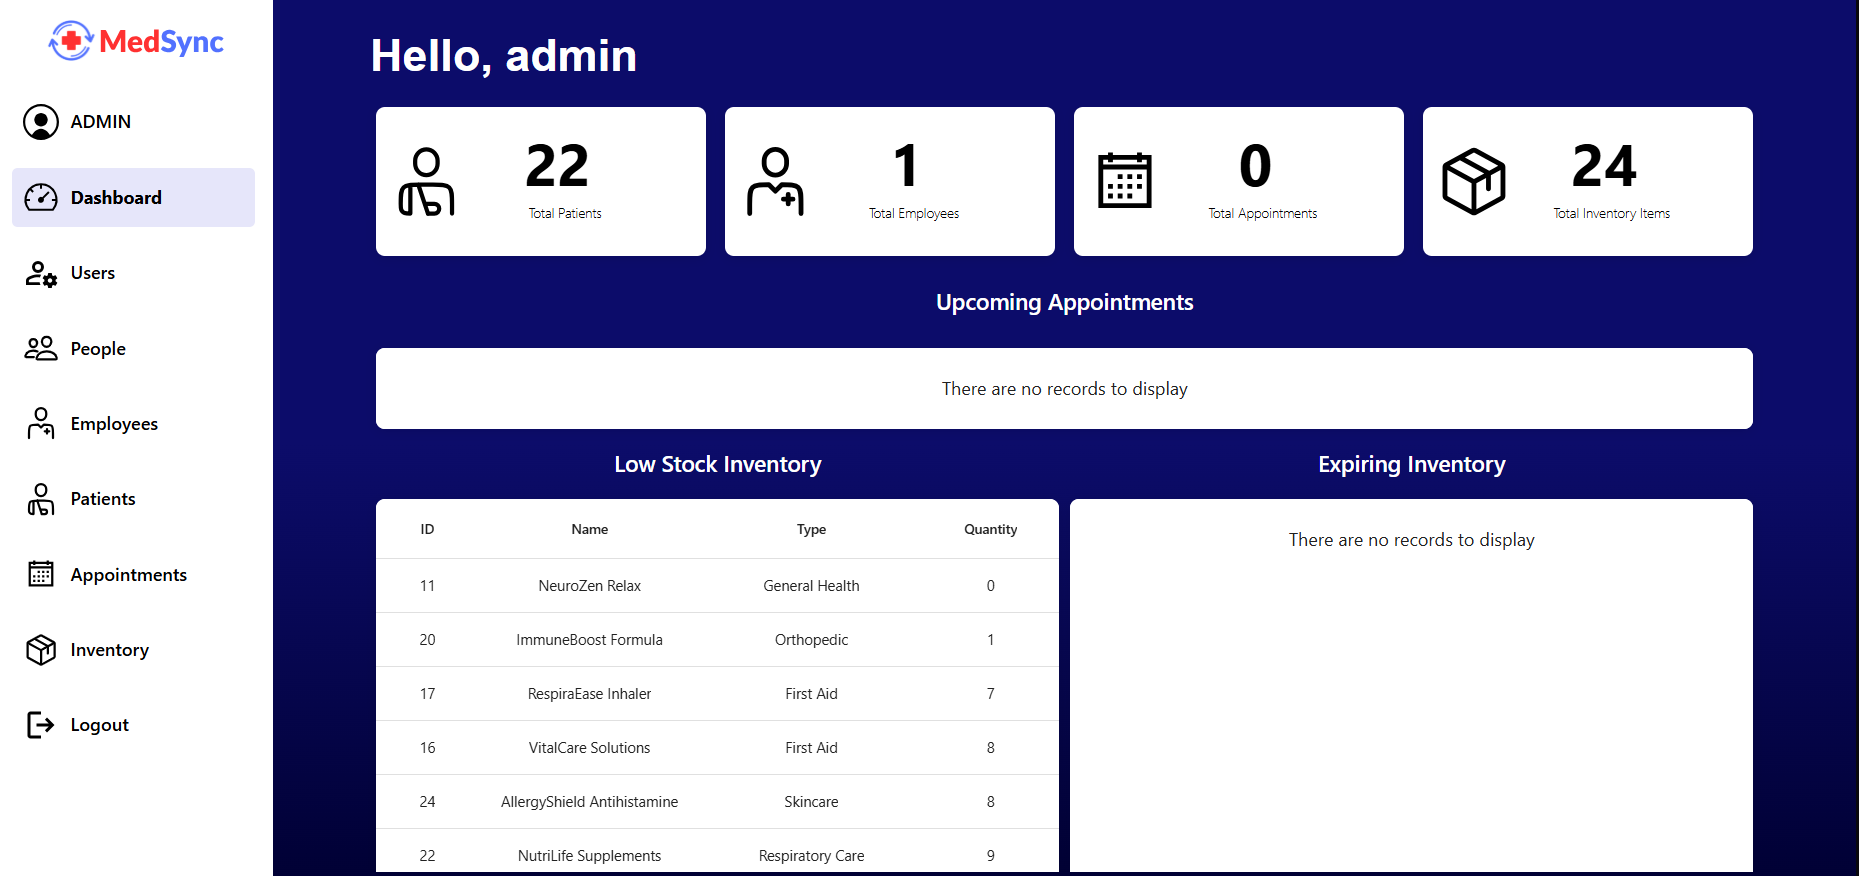 MedSync
ADMIN
Dashboard
Users
People
Employees
Patients
Appointments
Inventory
Logout
Hello, admin
22
Total Patients
1
Total Employees
0
Total Appointments
24
Total Inventory Items
Upcoming Appointments
There are no records to display
Low Stock Inventory
ID Name Type Quantity
11 NeuroZen Relax General Health 0
20 ImmuneBoost Formula Orthopedic 1
17 RespiraEase Inhaler First Aid 7
16 VitalCare Solutions First Aid 8
24 AllergyShield Antihistamine Skincare 8
22 NutriLife Supplements Respiratory Care 9
Expiring Inventory
There are no records to display